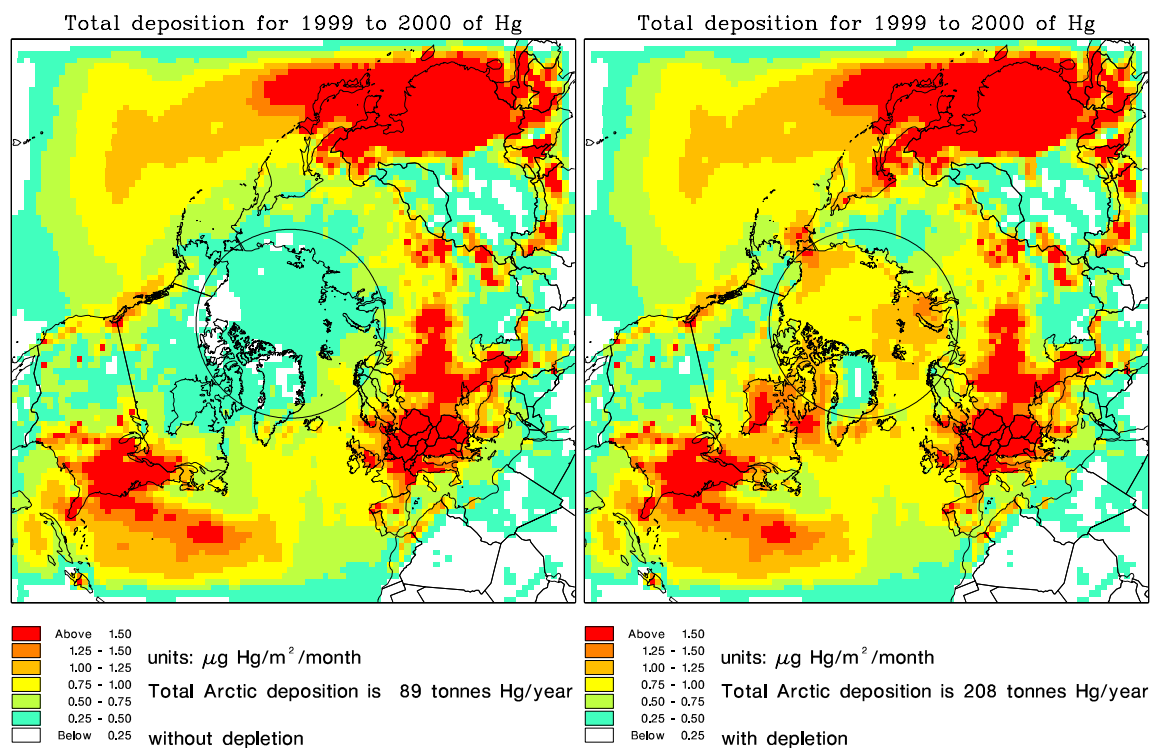 Total deposition for 1999 to 2000 of Hg
Above 1.50
1.25 - 1.50
1.00 - 1.25
0.75 - 1.00
0.50 - 0.75
0.25 - 0.50
Below 0.25
units: μg Hg/m²/month
Total Arctic deposition is 89 tonnes Hg/year
without depletion
Total deposition for 1999 to 2000 of Hg
Above 1.50
1.25 - 1.50
1.00 - 1.25
0.75 - 1.00
0.50 - 0.75
0.25 - 0.50
Below 0.25
units: μg Hg/m²/month
Total Arctic deposition is 208 tonnes Hg/year
with depletion